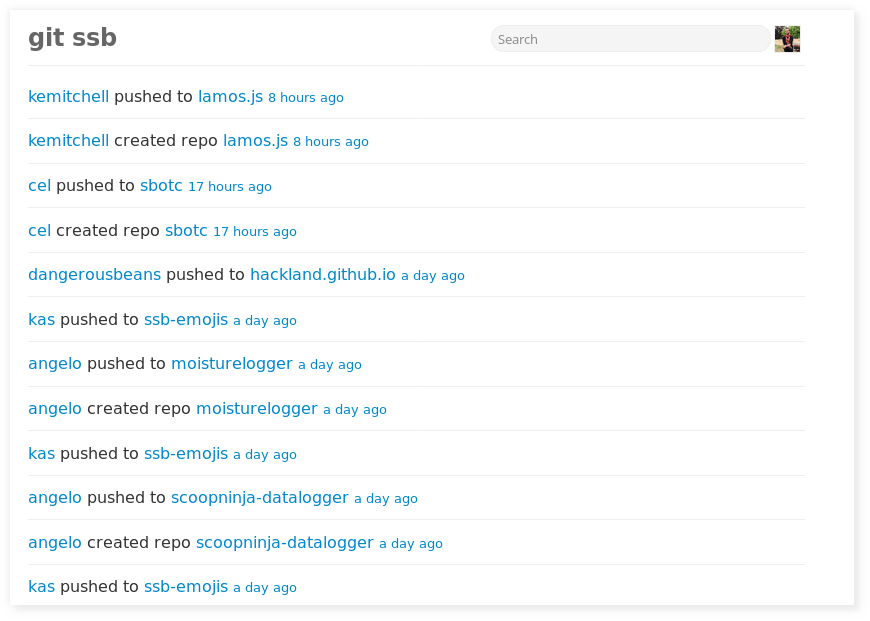 git ssb
Search
kemitchell pushed to lamos.js 8 hours ago
kemitchell created repo lamos.js 8 hours ago
cel pushed to sbotc 17 hours ago
cel created repo sbotc 17 hours ago
dangerousbeans pushed to hackland.github.io a day ago
kas pushed to ssb-emojis a day ago
angelo pushed to moisturelogger a day ago
angelo created repo moisturelogger a day ago
kas pushed to ssb-emojis a day ago
angelo pushed to scoopninja-datalogger a day ago
angelo created repo scoopninja-datalogger a day ago
kas pushed to ssb-emojis a day ago